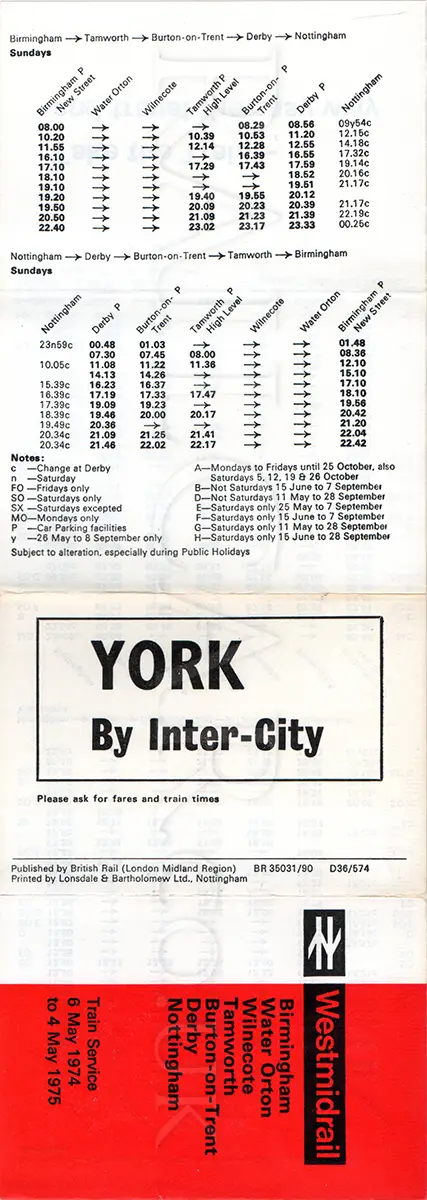 Birmingham → Tamworth → Burton-on-Trent → Derby → Nottingham
Sundays
Birmingham P New Street Water Orton Wilnecote Tamworth P High Level Burton-on-Trent P Derby P Nottingham
08.00 → → → 08.29 08.56 09y54c
10.20 → → 10.39 10.53 11.20 12.15c
11.55 → → 12.14 12.28 12.55 14.18c
16.10 → → → 16.39 16.55 17.32c
17.10 → → 17.29 17.43 17.59 19.14c
18.10 → → → → 18.52 20.16c
19.10 → → → → 19.51 21.17c
19.20 → → 19.40 19.55 20.12
19.50 → → 20.09 20.23 20.39 21.17c
20.50 → → 21.09 21.23 21.39 22.19c
22.40 → → 23.02 23.17 23.33 00.25c
Nottingham → Derby → Burton-on-Trent → Tamworth → Birmingham
Sundays
Nottingham Derby P Burton-on-Trent P Tamworth P High Level Wilnecote Water Orton Birmingham P New Street
23n59c 00.48 01.03 → → → 01.48
07.30 07.45 08.00 → → 08.36
10.05c 11.08 11.22 11.36 → → 12.10
14.13 14.26 → → → 15.10
15.39c 16.23 16.37 → → 17.10
16.39c 17.19 17.33 17.47 → → 18.10
17.39c 19.09 19.23 → → → 19.56
18.39c 19.46 20.00 20.17 → → 20.42
19.49c 20.36 → → → → 21.20
20.34c 21.09 21.25 21.41 → → 22.04
20.34c 21.46 22.02 22.17 → → 22.42
Notes:
c —Change at Derby
n —Saturday
FO —Fridays only
SO —Saturdays only
SX —Saturdays excepted
MO—Mondays only
P —Car Parking facilities
y —26 May to 8 September only
A—Mondays to Fridays until 25 October, also
Saturdays 5, 12, 19 & 26 October
B—Not Saturdays 15 June to 7 September
D—Not Saturdays 11 May to 28 September
E—Saturdays only 25 May to 7 September
F—Saturdays only 15 June to 7 September
G—Saturdays only 11 May to 28 September
H—Saturdays only 15 June to 28 September
Subject to alteration, especially during Public Holidays
YORK
By Inter-City
Please ask for fares and train times
Published by British Rail (London Midland Region) BR 35031/90 D36/574
Printed by Lonsdale & Bartholomew Ltd., Nottingham
Westmidrail
Birmingham
Water Orton
Wilnecote
Tamworth
Burton-on-Trent
Derby
Nottingham
Train Service
6 May 1974
to 4 May 1975